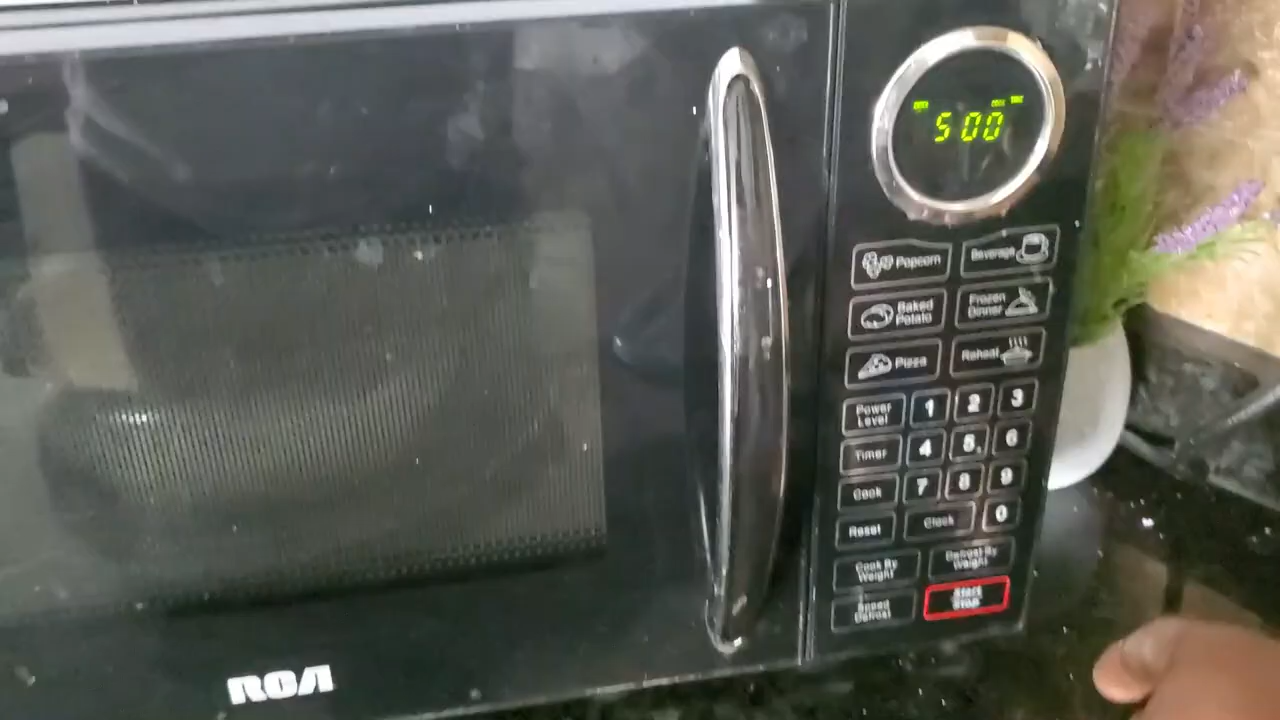 5 00
Popcorn
Beverage
Baked
Potato
Frozen
Dinner
Pizza
Reheat
Power
Level
1
2
3
Timer
4
5
6
Cook
7
8
9
Reset
Clock
0
Cook By
Weight
Defrost By
Weight
Speed
Defrost
Start
Stop
RCA